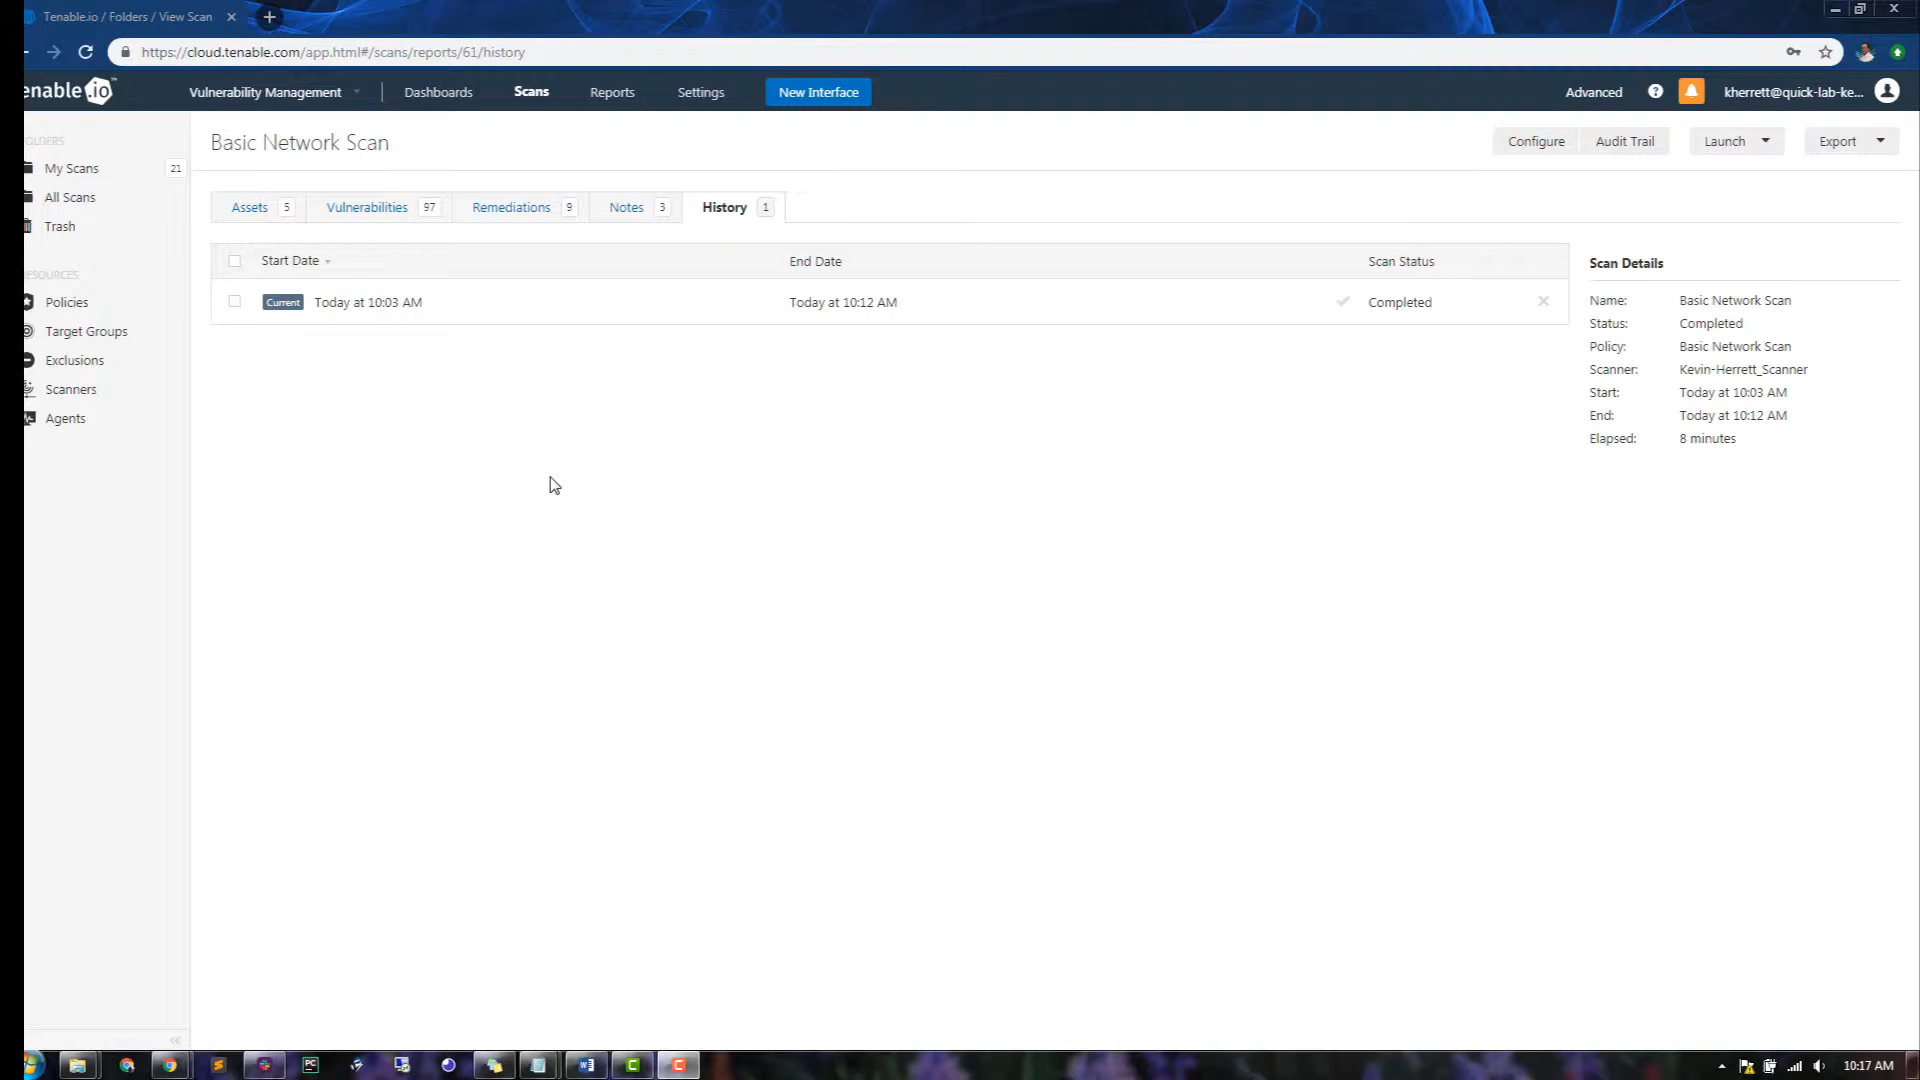 Tenable.io / Folders / View Scan
https://cloud.tenable.com/app.html#/scans/reports/61/history
enable.io™
Vulnerability Management
Dashboards
Scans
Reports
Settings
New Interface
Advanced
kherrett@quick-lab-ke...
OLDERS
My Scans 21
All Scans
Trash
ESOURCES
Policies
Target Groups
Exclusions
Scanners
Agents
Basic Network Scan
Configure
Audit Trail
Launch
Export
Assets 5
Vulnerabilities 97
Remediations 9
Notes 3
History 1
Start Date End Date Scan Status
Current Today at 10:03 AM Today at 10:12 AM Completed
Scan Details
Name: Basic Network Scan
Status: Completed
Policy: Basic Network Scan
Scanner: Kevin-Herrett_Scanner
Start: Today at 10:03 AM
End: Today at 10:12 AM
Elapsed: 8 minutes
10:17 AM